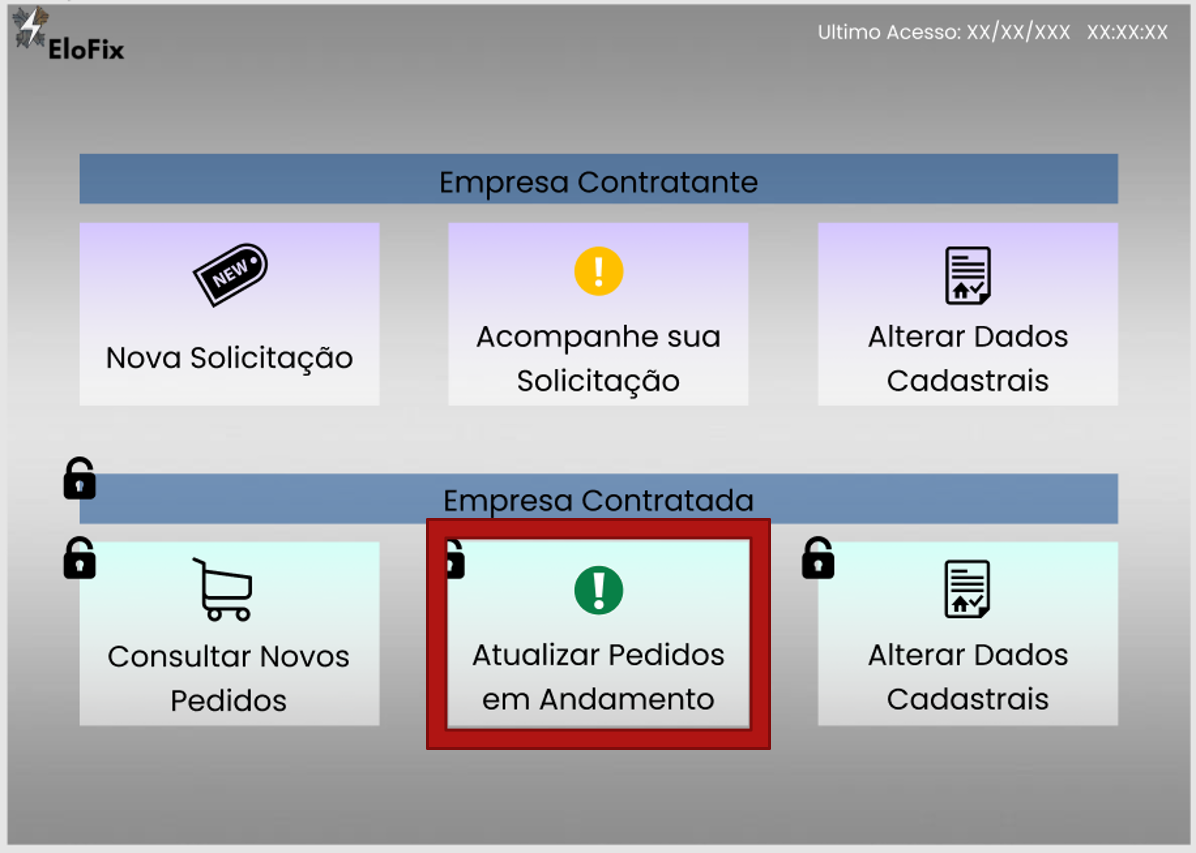 EloFix
Ultimo Acesso: XX/XX/XXX XX:XX:XX
Empresa Contratante
NEW
Nova Solicitação
!
Acompanhe sua
Solicitação
Alterar Dados
Cadastrais
Empresa Contratada
Consultar Novos
Pedidos
!
Atualizar Pedidos
em Andamento
Alterar Dados
Cadastrais